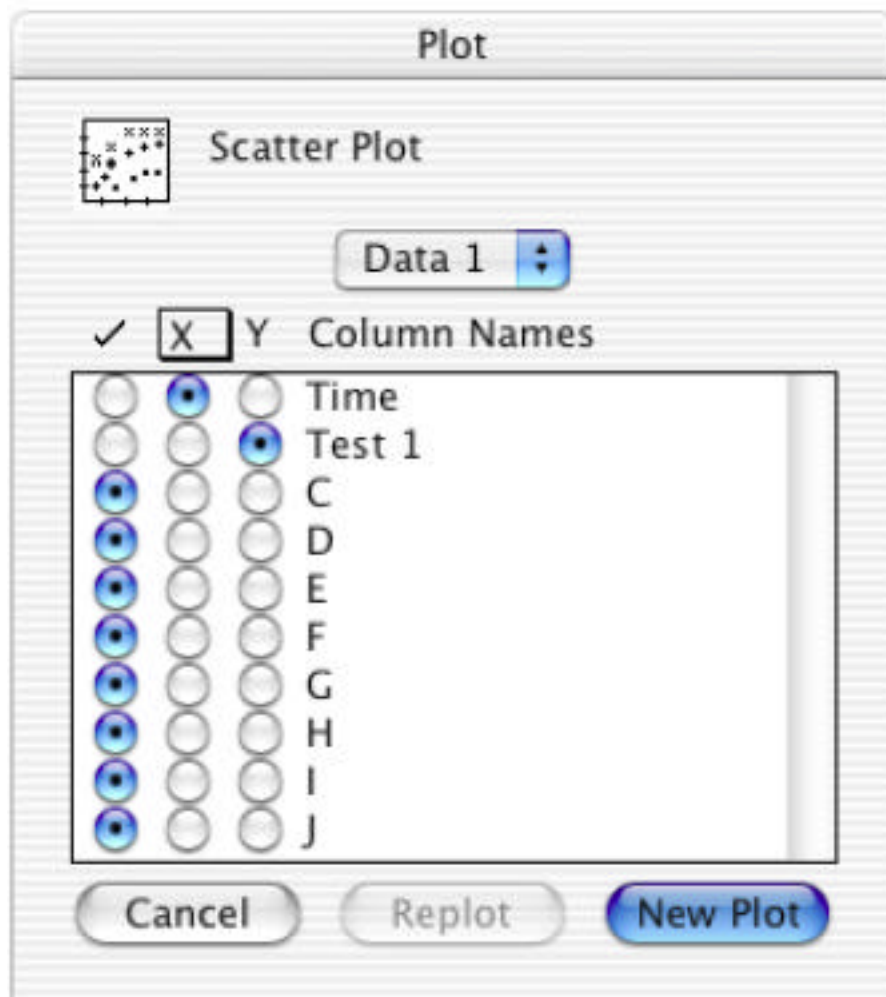 Plot
Scatter Plot
Data 1
✓ X Y Column Names
Time
Test 1
C
D
E
F
G
H
I
J
Cancel Replot New Plot